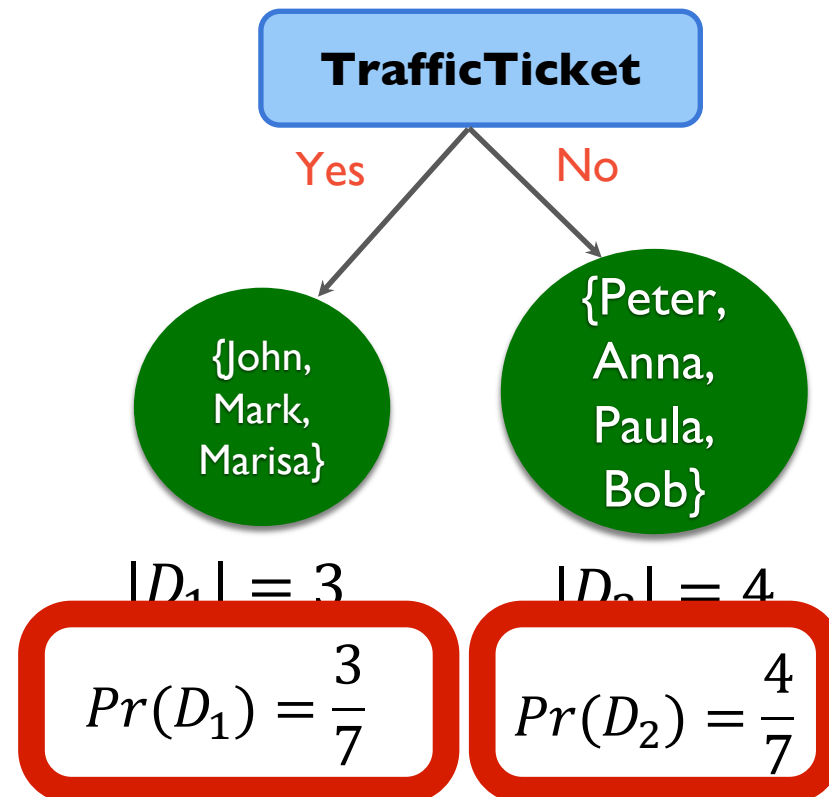 TrafficTicket
Yes No
{John,
Mark,
Marisa}
{Peter,
Anna,
Paula,
Bob}
|D₁| = 3 |D₂| = 4
Pr(D₁) = 3/7 Pr(D₂) = 4/7